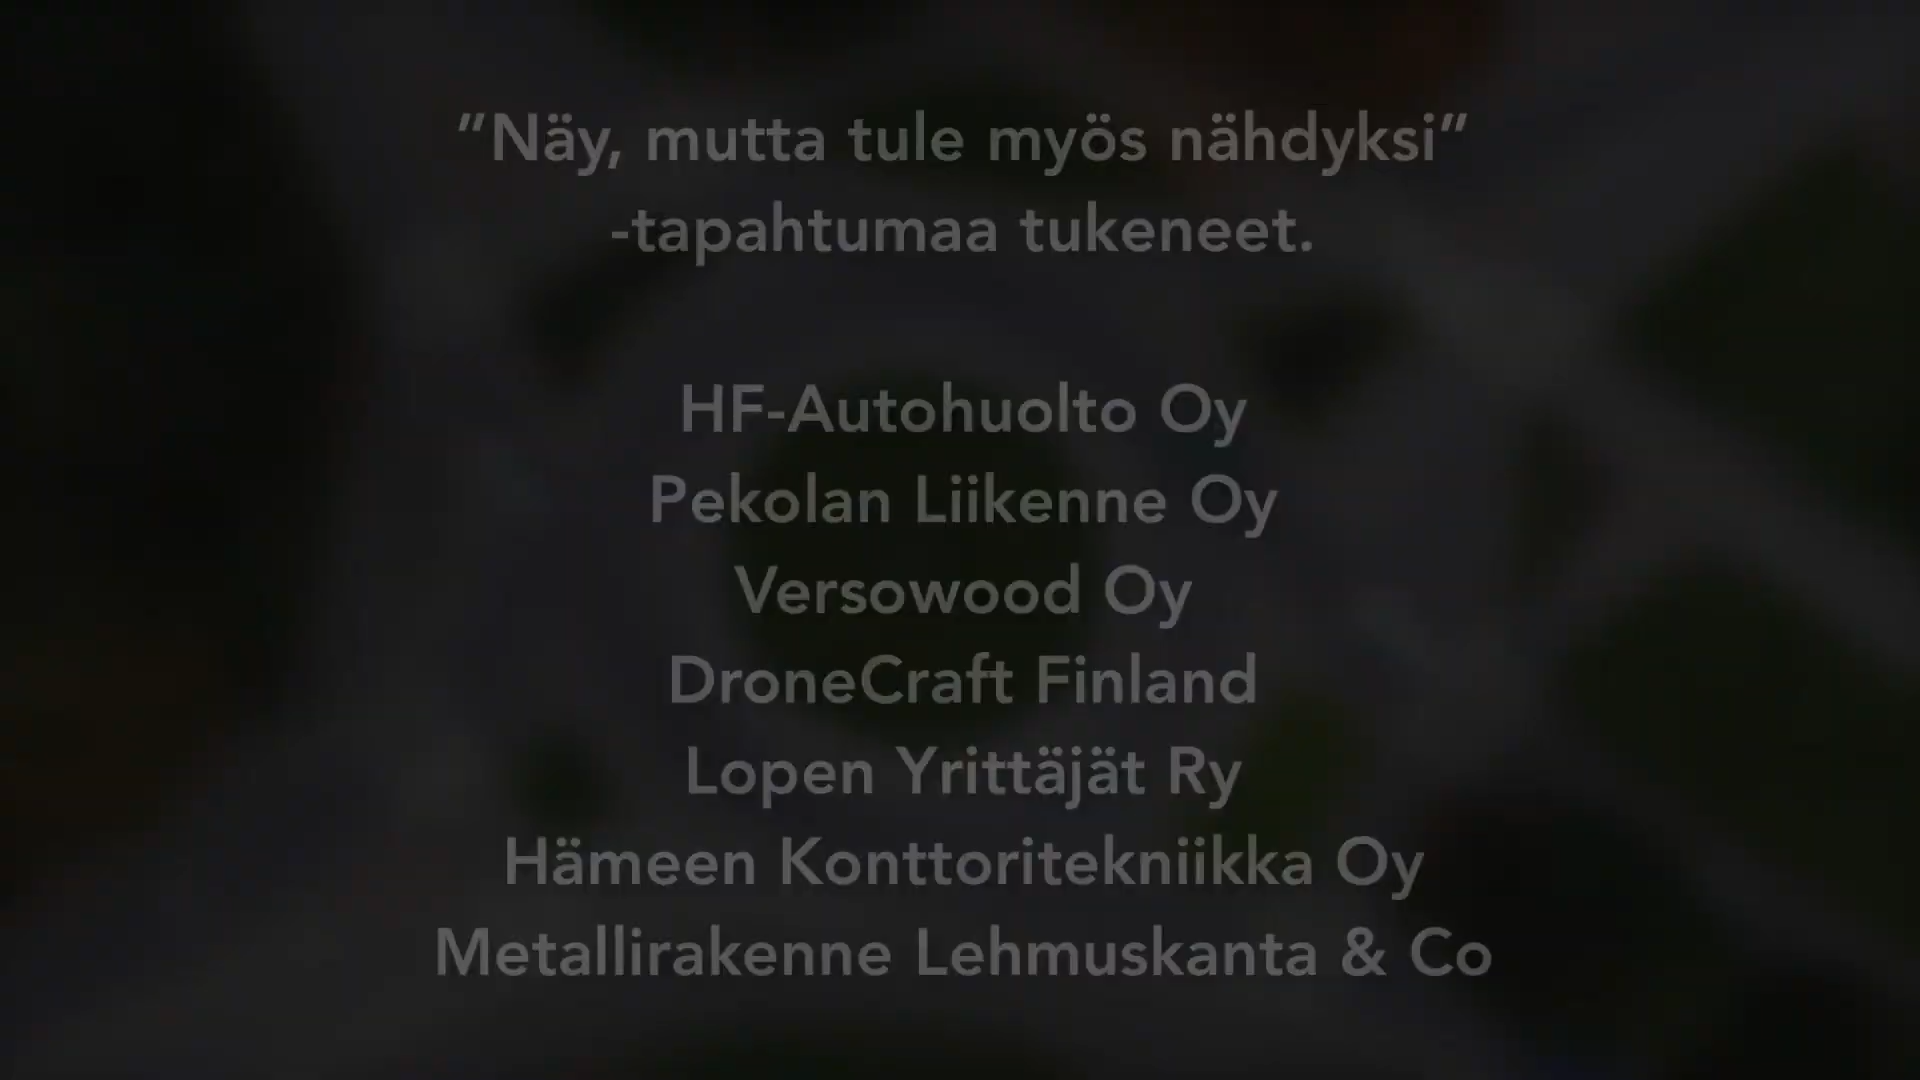 ”Näy, mutta tule myös nähdyksi”
-tapahtumaa tukeneet.
HF-Autohuolto Oy
Pekolan Liikenne Oy
Versowood Oy
DroneCraft Finland
Lopen Yrittäjät Ry
Hämeen Konttoritekniikka Oy
Metallirakenne Lehmuskanta & Co